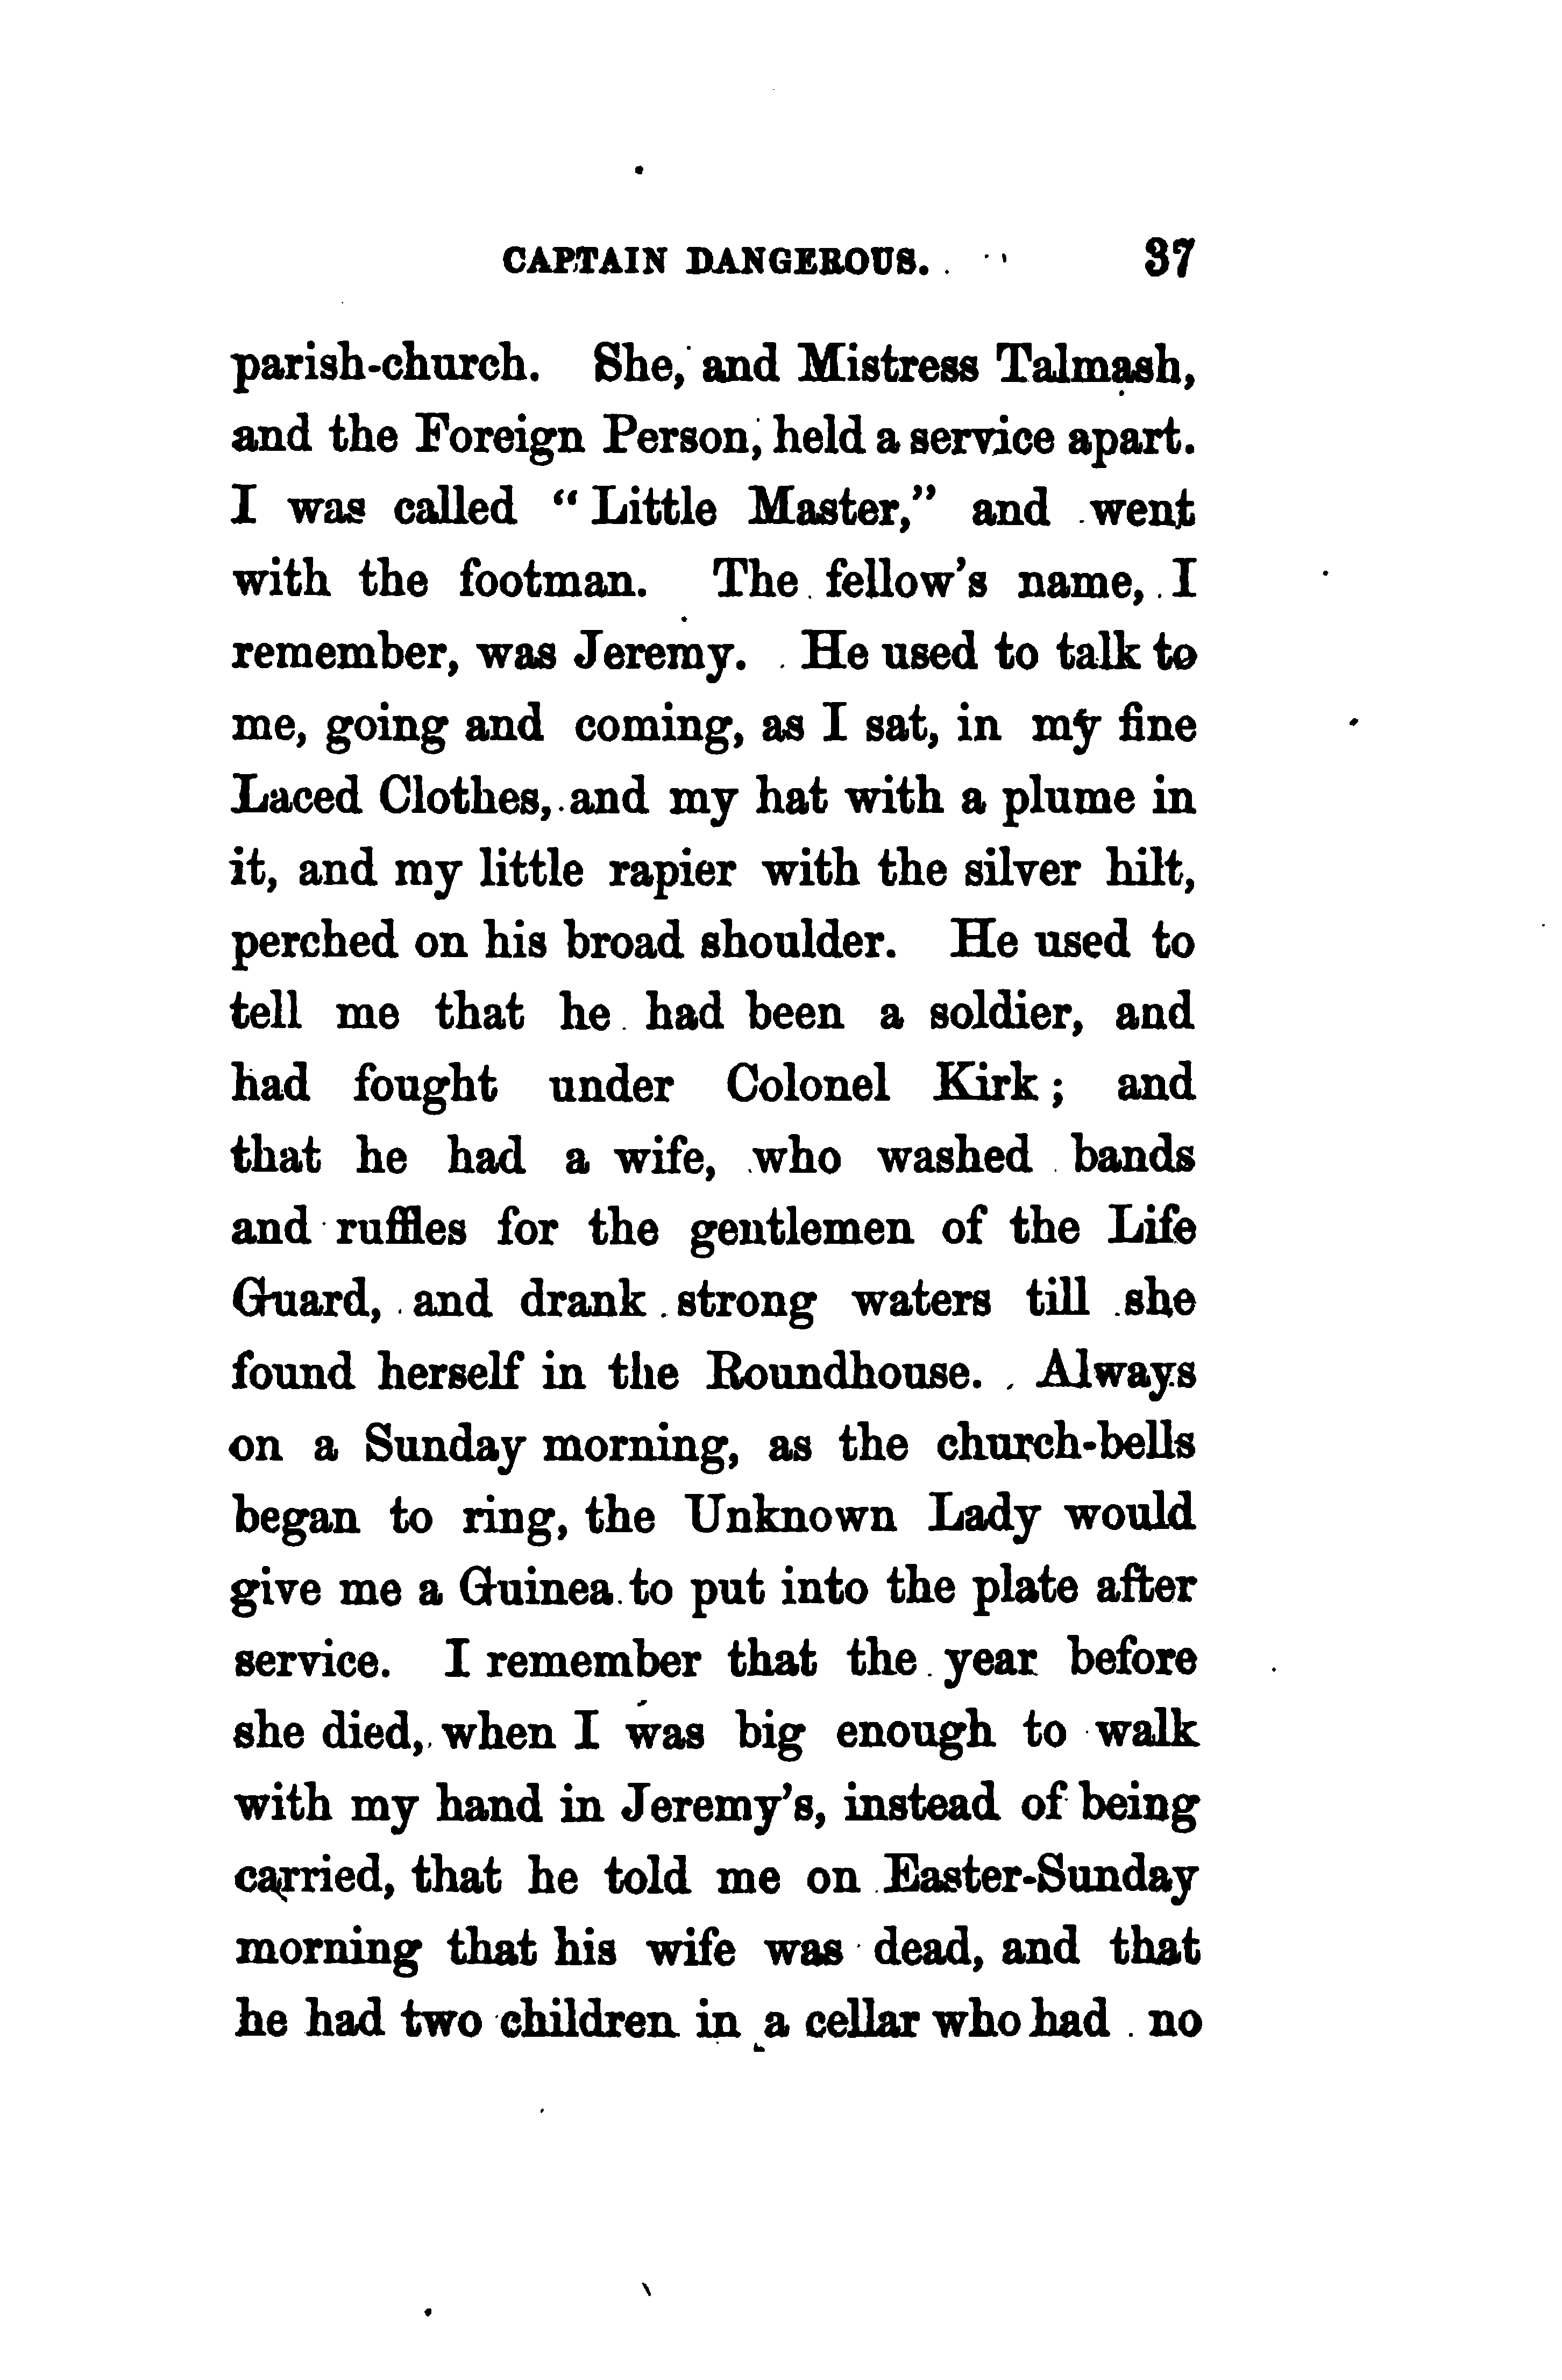 CAPTAIN DANGEROUS. 37
parish-church. She, and Mistress Talmash,
and the Foreign Person, held a service apart.
I was called "Little Master," and went
with the footman. The fellow's name, I
remember, was Jeremy. He used to talk to
me, going and coming, as I sat, in my fine
Laced Clothes, and my hat with a plume in
it, and my little rapier with the silver hilt,
perched on his broad shoulder. He used to
tell me that he had been a soldier, and
had fought under Colonel Kirk; and
that he had a wife, who washed bands
and ruffles for the gentlemen of the Life
Guard, and drank strong waters till she
found herself in the Roundhouse. Always
on a Sunday morning, as the church-bells
began to ring, the Unknown Lady would
give me a Guinea to put into the plate after
service. I remember that the year before
she died, when I was big enough to walk
with my hand in Jeremy's, instead of being
carried, that he told me on Easter-Sunday
morning that his wife was dead, and that
he had two children in a cellar who had no